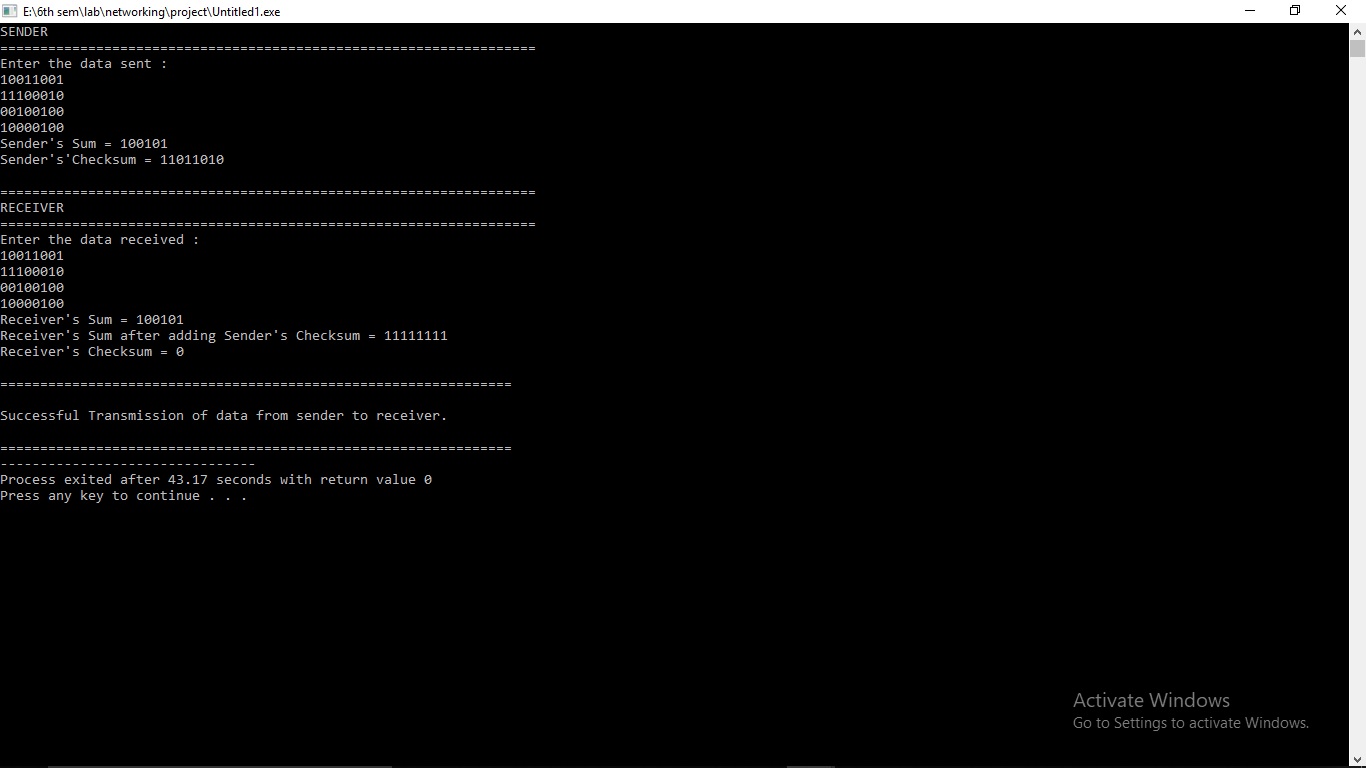 E:\6th sem\lab\networking\project\Untitled1.exe
SENDER
===================================================================
Enter the data sent :
10011001
11100010
00100100
10000100
Sender's Sum = 100101
Sender's'Checksum = 11011010
===================================================================
RECEIVER
===================================================================
Enter the data received :
10011001
11100010
00100100
10000100
Receiver's Sum = 100101
Receiver's Sum after adding Sender's Checksum = 11111111
Receiver's Checksum = 0
================================================================
Successful Transmission of data from sender to receiver.
================================================================
--------------------------------
Process exited after 43.17 seconds with return value 0
Press any key to continue . . .
Activate Windows
Go to Settings to activate Windows.